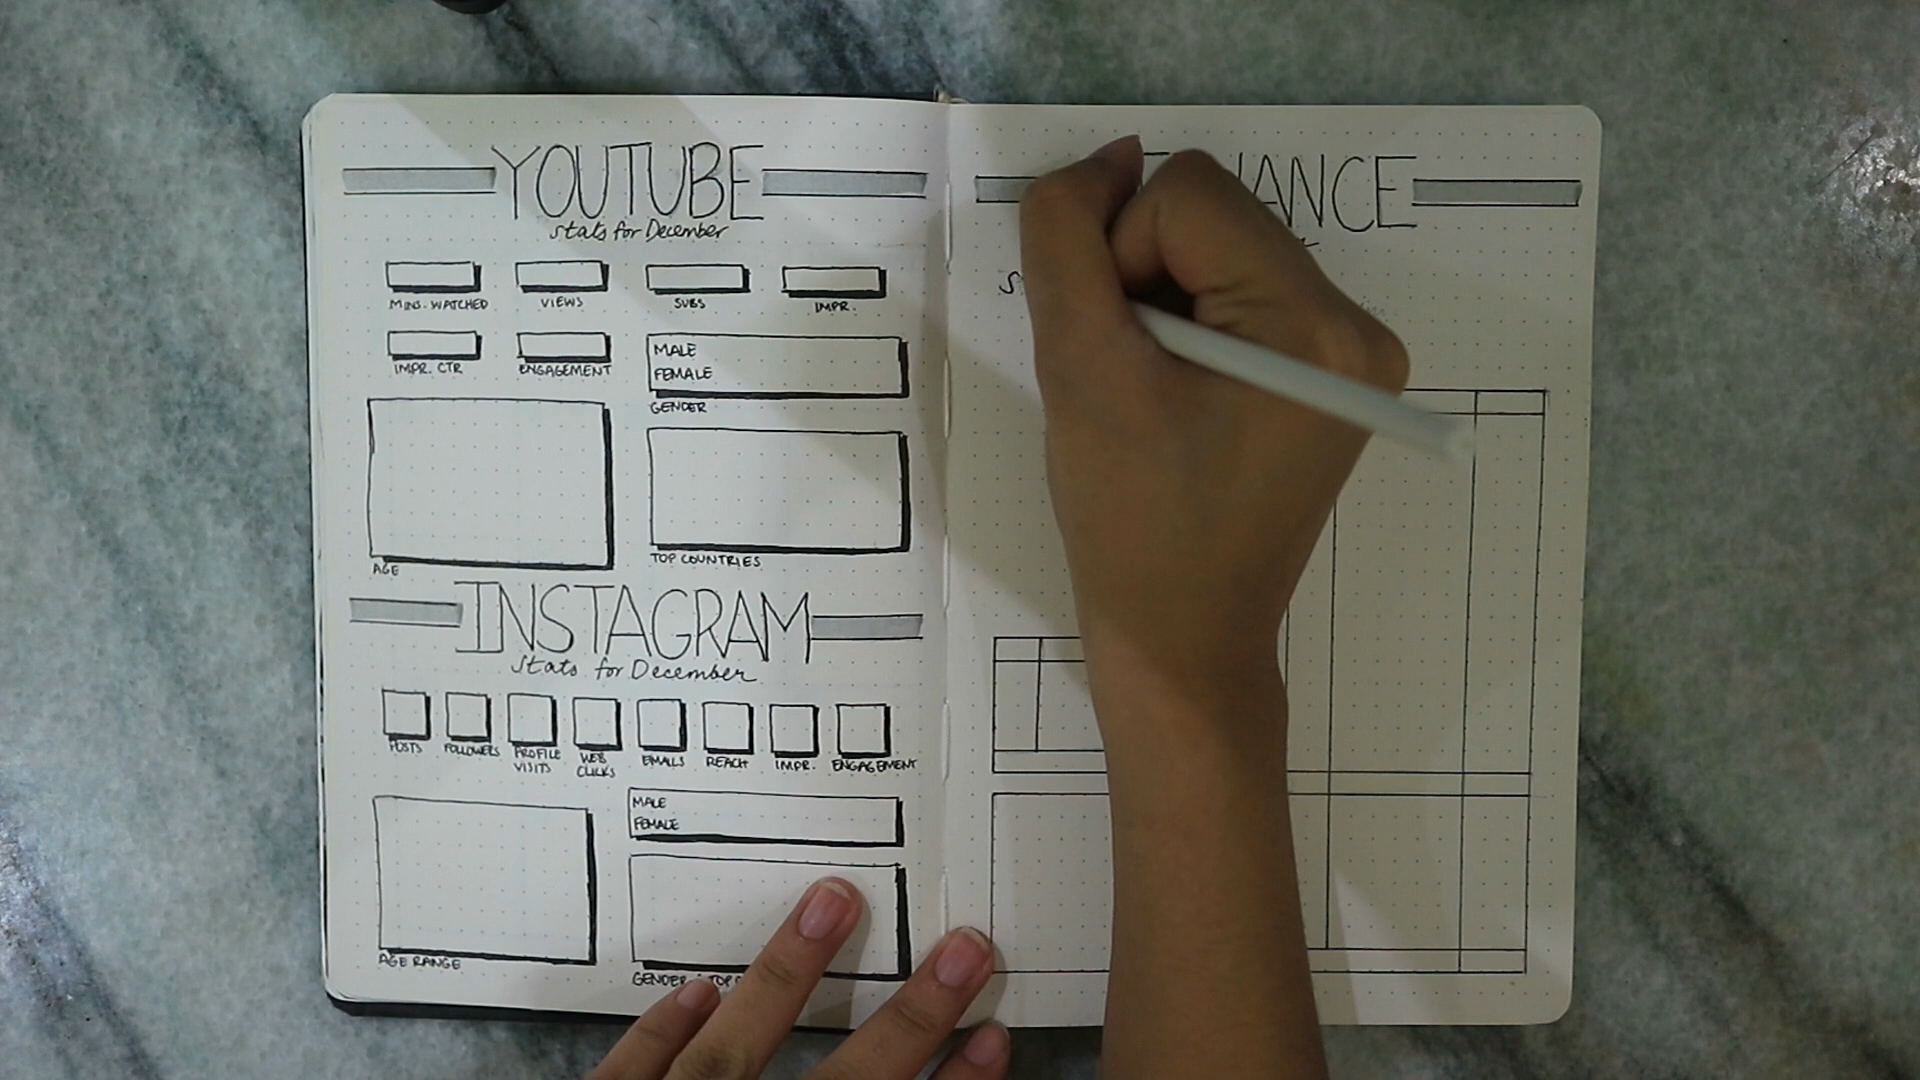 YOUTUBE
stats for December
MINS. WATCHED VIEWS SUBS IMPR.
IMPR. CTR ENGAGEMENT
MALE
FEMALE
GENDER
AGE
TOP COUNTRIES
INSTAGRAM
Stats for December
POSTS FOLLOWERS PROFILE VISITS WEB CLICKS EMAILS REACH IMPR. ENGAGEMENT
MALE
FEMALE
AGE RANGE
GENDER